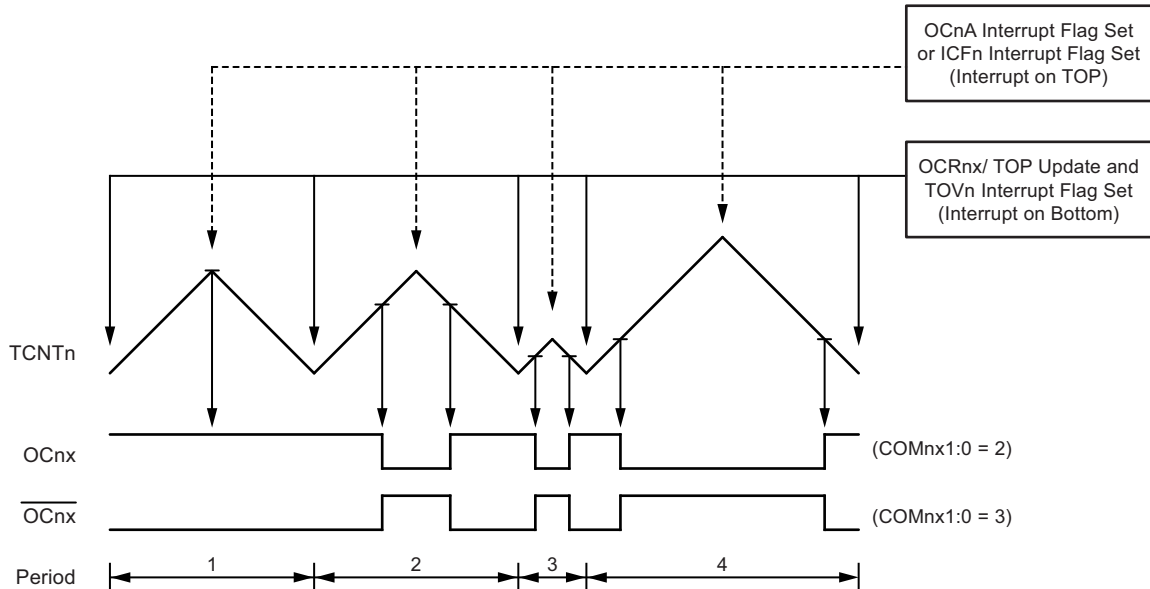 OCnA Interrupt Flag Set
or ICFn Interrupt Flag Set
(Interrupt on TOP)
OCRnx/ TOP Update and
TOVn Interrupt Flag Set
(Interrupt on Bottom)
TCNTn
OCnx
(COMnx1:0 = 2)
OCnx
(COMnx1:0 = 3)
Period
1
2
3
4